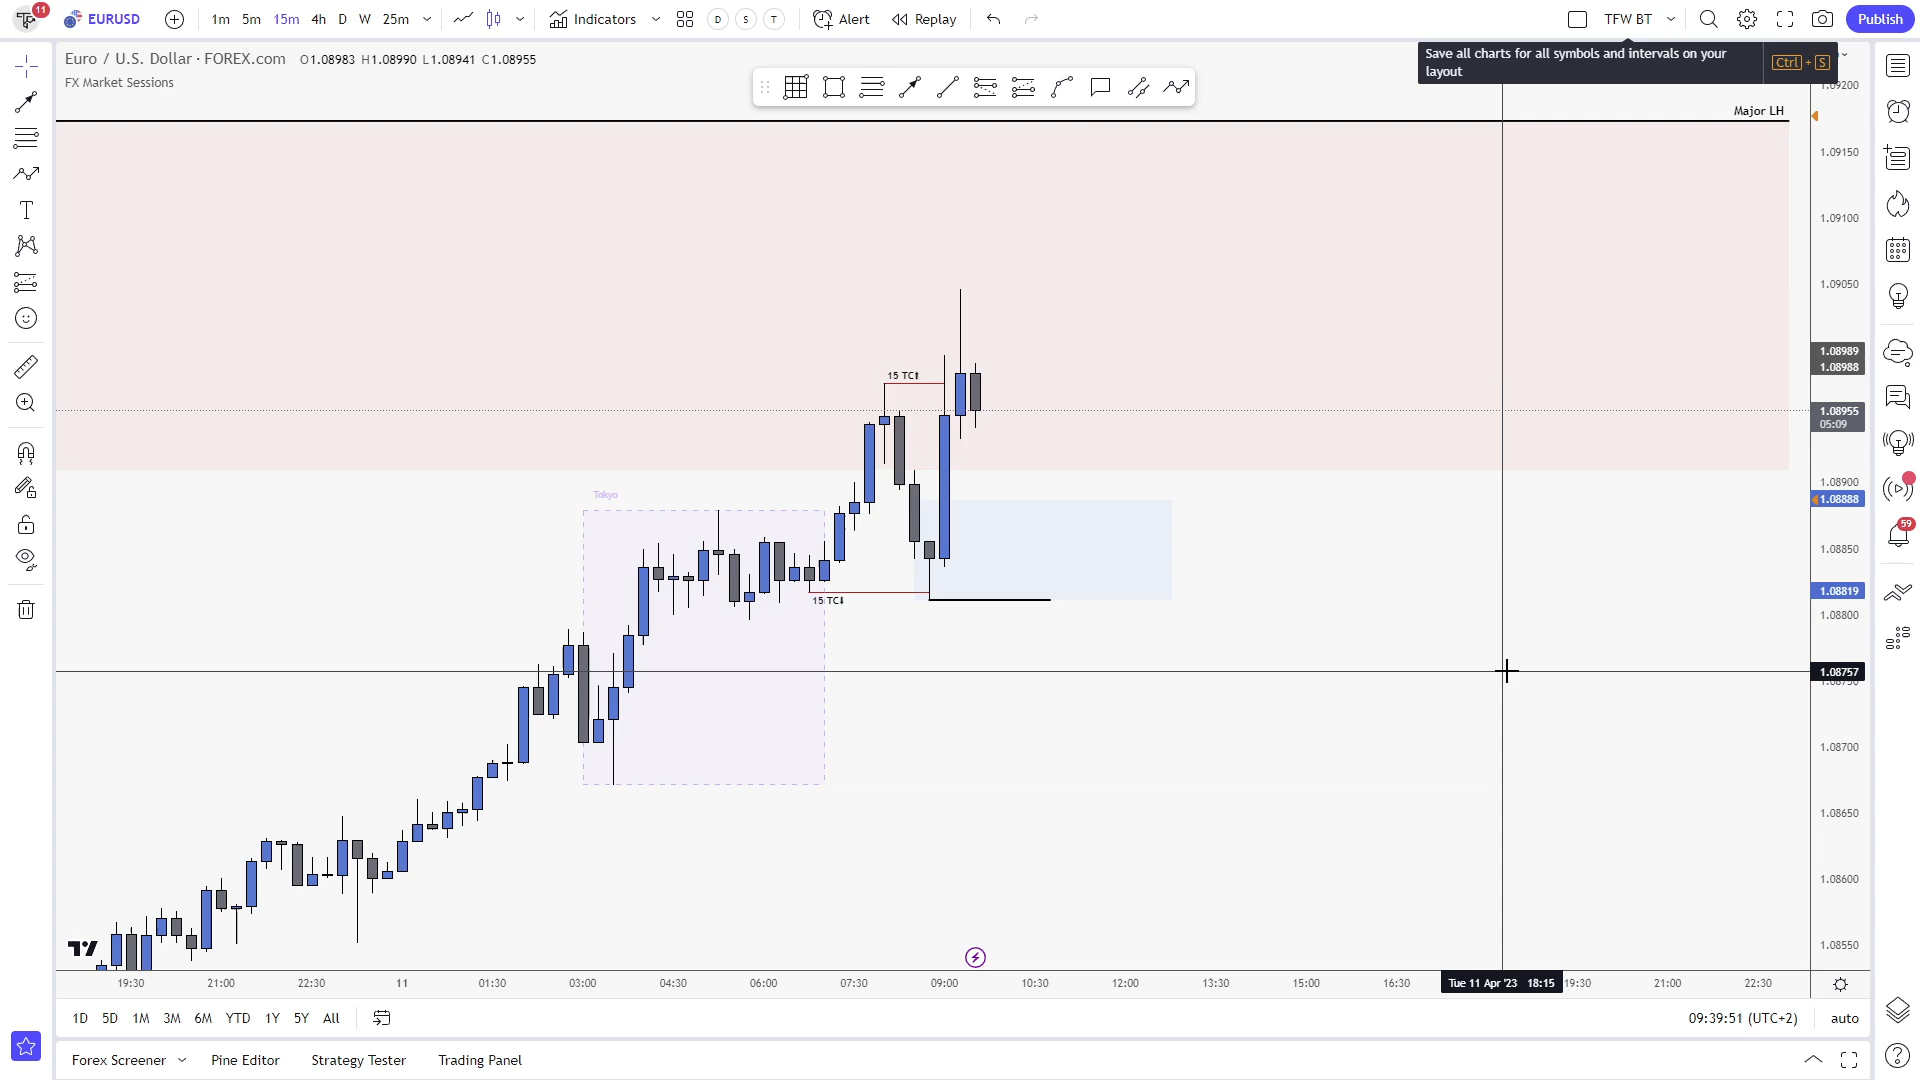 11
EURUSD
1m 5m 15m 4h D W 25m
Indicators
D S T
Alert
Replay
TFW BT
Publish
Euro / U.S. Dollar · FOREX.com O1.08983 H1.08990 L1.08941 C1.08955
FX Market Sessions
Save all charts for all symbols and intervals on your
layout
Ctrl + S
1.09200
Major LH
1.09150
1.09100
1.09050
1.08989
1.08988
15 TC⬆
1.08955
05:09
1.08900
Tokyo
1.08888
59
1.08850
1.08819
15 TC⬇
1.08800
1.08757
1.08750
1.08700
1.08650
1.08600
1.08550
19:30 21:00 22:30 11 01:30 03:00 04:30 06:00 07:30 09:00 10:30 12:00 13:30 15:00 16:30 Tue 11 Apr '23 18:15 19:30 21:00 22:30
1D 5D 1M 3M 6M YTD 1Y 5Y All
09:39:51 (UTC+2) auto
Forex Screener Pine Editor Strategy Tester Trading Panel